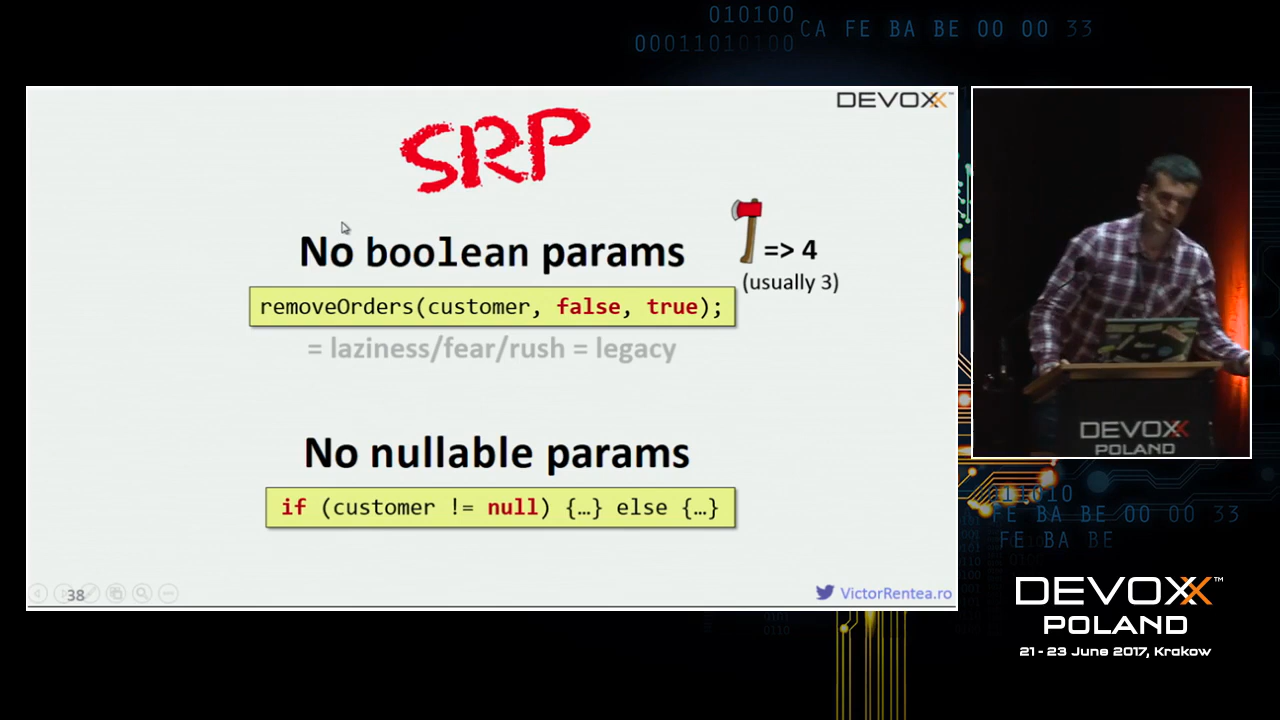 010100
00011010100
CA FE BA BE 00 00 33
DEVOXX™
SRP
No boolean params
=> 4
(usually 3)
removeOrders(customer, false, true);
= laziness/fear/rush = legacy
No nullable params
if (customer != null) {…} else {…}
38
VictorRentea.ro
DEVOXX
POLAND
FE BA BE 00 00 33
FE BA BE
DEVOXX™
POLAND
21 - 23 June 2017, Krakow